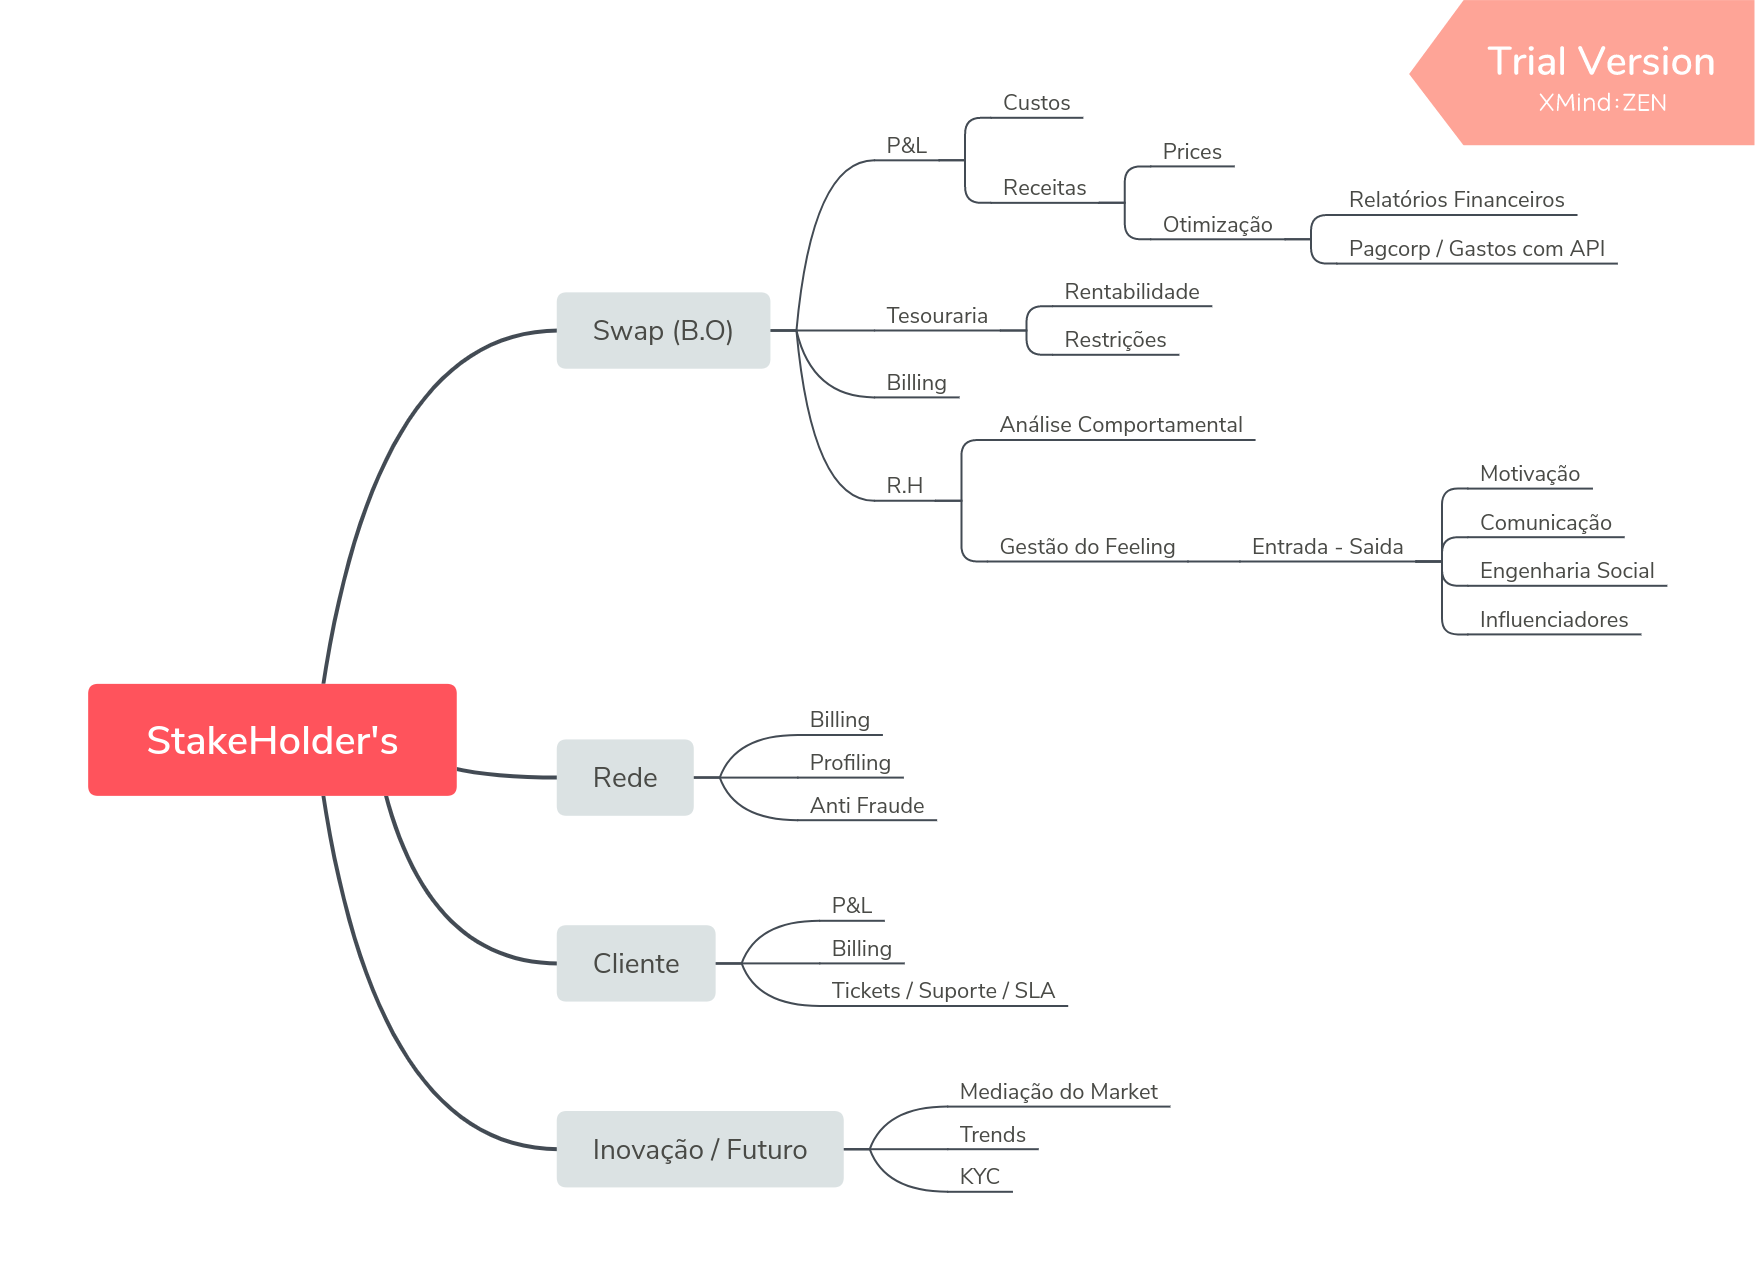 Trial Version
XMind:ZEN
StakeHolder's
Swap (B.O)
P&L
Custos
Receitas
Prices
Otimização
Relatórios Financeiros
Pagcorp / Gastos com API
Tesouraria
Rentabilidade
Restrições
Billing
R.H
Análise Comportamental
Gestão do Feeling
Entrada - Saida
Motivação
Comunicação
Engenharia Social
Influenciadores
Rede
Billing
Profiling
Anti Fraude
Cliente
P&L
Billing
Tickets / Suporte / SLA
Inovação / Futuro
Mediação do Market
Trends
KYC